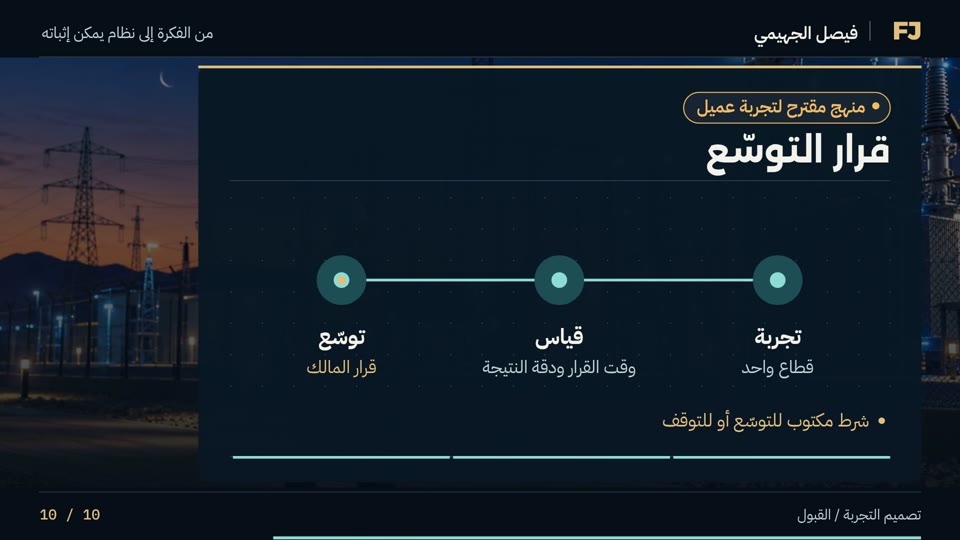 FJ
فيصل الجهيمي
من الفكرة إلى نظام يمكن إثباته
منهج مقترح لتجربة عميل
قرار التوسّع
تجربة
قطاع واحد
قياس
وقت القرار ودقة النتيجة
توسّع
قرار المالك
شرط مكتوب للتوسّع أو للتوقف
تصميم التجربة / القبول
10 / 10